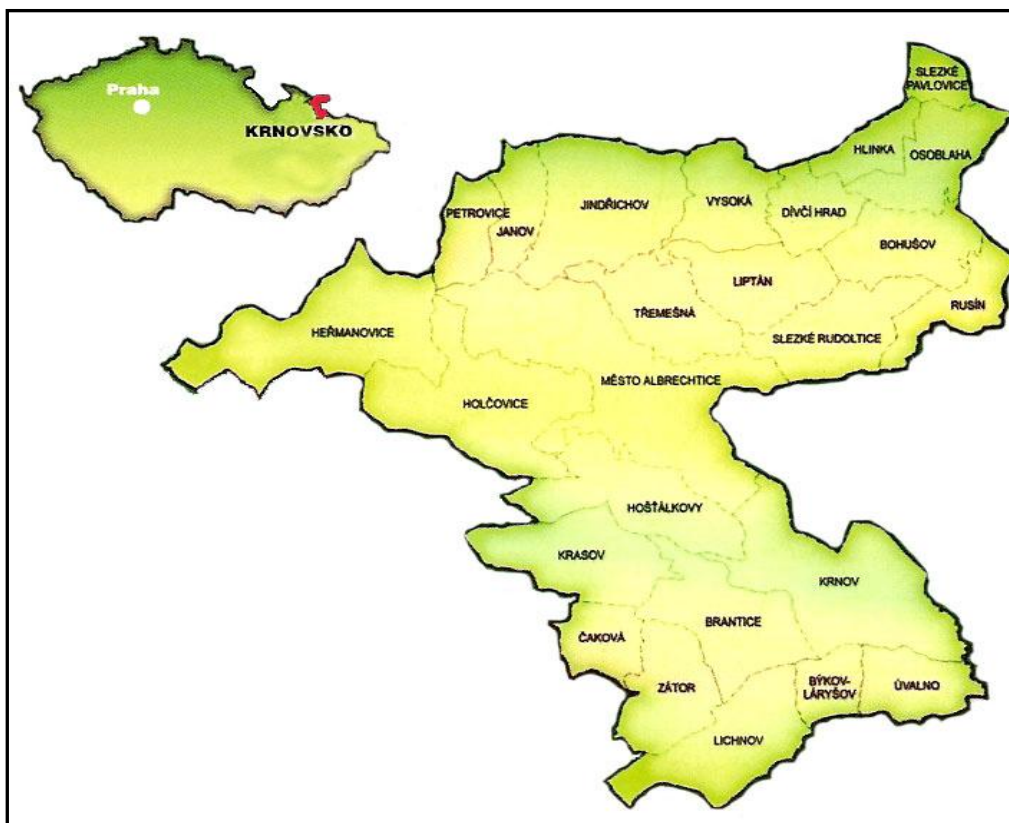 Praha
KRNOVSKO
SLEZKÉ
PAVLOVICE
HLINKA
OSOBLAHA
PETROVICE
JANOV
JINDŘICHOV
VYSOKÁ
DÍVČÍ HRAD
BOHUŠOV
LIPTÁN
RUSÍN
TŘEMEŠNÁ
HEŘMANOVICE
SLEZKÉ RUDOLTICE
MĚSTO ALBRECHTICE
HOLČOVICE
HOŠŤÁLKOVY
KRASOV
KRNOV
BRANTICE
ČAKOVÁ
ZÁTOR
BÝKOV-
LÁRYŠOV
ÚVALNO
LICHNOV